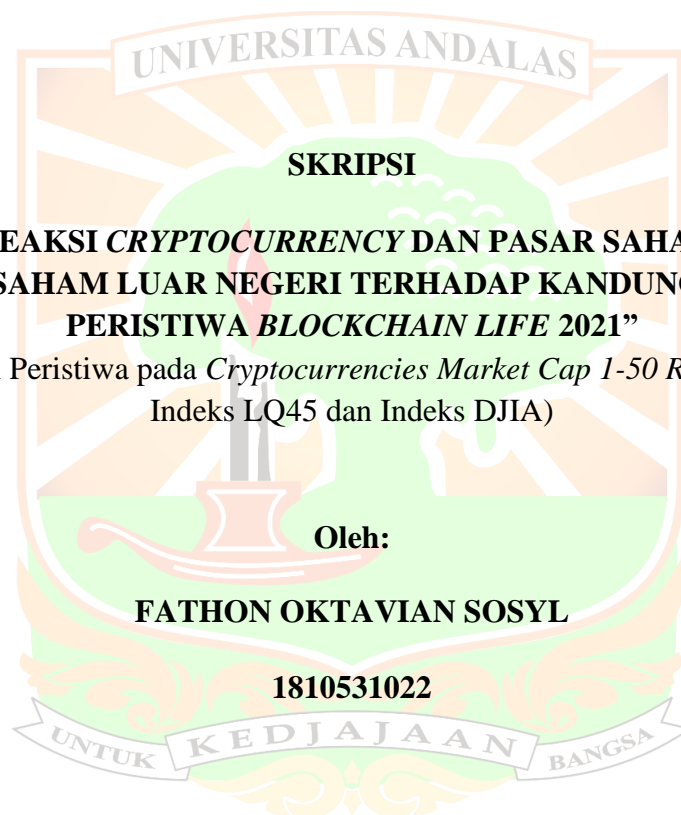 UNIVERSITAS ANDALAS
SKRIPSI
EAKSI CRYPTOCURRENCY DAN PASAR SAHA
SAHAM LUAR NEGERI TERHADAP KANDUN
PERISTIWA BLOCKCHAIN LIFE 2021”
Peristiwa pada Cryptocurrencies Market Cap 1-50 R
Indeks LQ45 dan Indeks DJIA)
Oleh:
FATHON OKTAVIAN SOSYL
1810531022
UNTUK KEDJAJAAN BANGSA